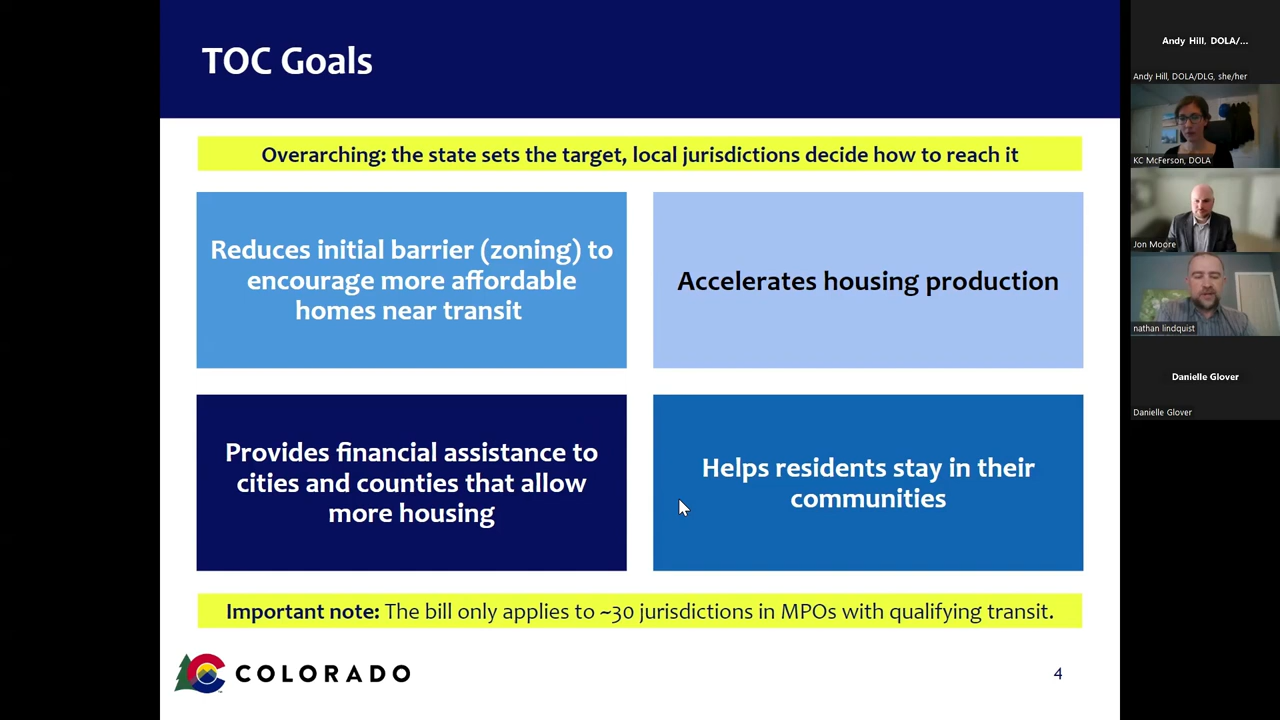 TOC Goals
Overarching: the state sets the target, local jurisdictions decide how to reach it
Reduces initial barrier (zoning) to
encourage more affordable
homes near transit
Accelerates housing production
Provides financial assistance to
cities and counties that allow
more housing
Helps residents stay in their
communities
Important note: The bill only applies to ~30 jurisdictions in MPOs with qualifying transit.
COLORADO
4
Andy Hill, DOLA/...
Andy Hill, DOLA/DLG, she/her
KC McFerson, DOLA
Jon Moore
nathan lindquist
Danielle Glover
Danielle Glover